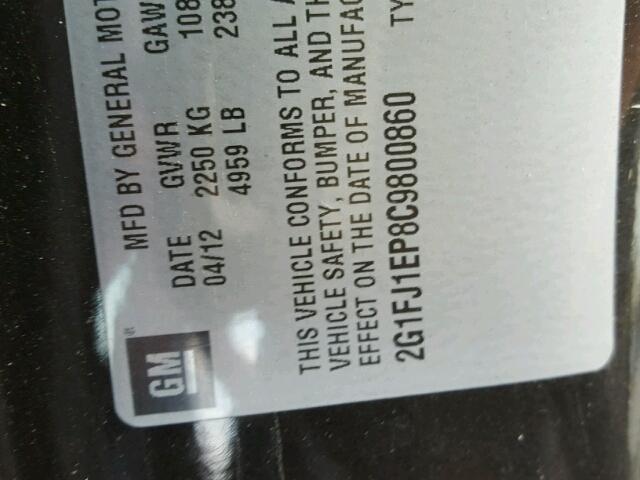 MFD BY GENERAL MOT
DATE GVWR GAW
04/12 2250 KG 108
4959 LB 238
THIS VEHICLE CONFORMS TO ALL A
VEHICLE SAFETY, BUMPER, AND TH
EFFECT ON THE DATE OF MANUFAC
2G1FJ1EP8C9800860 TY
GM